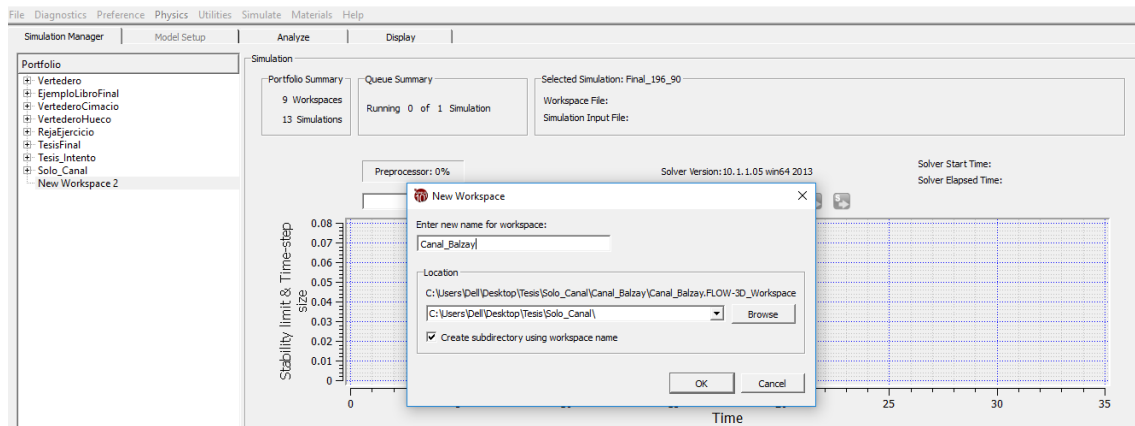 File Diagnostics Preference Physics Utilities Simulate Materials Help
Simulation Manager Model Setup Analyze Display
Portfolio
Vertedero
EjemploLibroFinal
VertederoCimacio
VertederoHueco
RejaEjercicio
TesisFinal
Tesis_Intento
Solo_Canal
New Workspace 2
Simulation
Portfolio Summary
9 Workspaces
13 Simulations
Queue Summary
Running 0 of 1 Simulation
Selected Simulation: Final_196_90
Workspace File:
Simulation Input File:
Preprocessor: 0%
Solver Version:10.1.1.05 win64 2013
Solver Start Time:
Solver Elapsed Time:
New Workspace
Enter new name for workspace:
Canal_Balzay
Location
C:\Users\Dell\Desktop\Tesis\Solo_Canal\Canal_Balzay\Canal_Balzay.FLOW-3D_Workspace
C:\Users\Dell\Desktop\Tesis\Solo_Canal\
Browse
Create subdirectory using workspace name
OK Cancel
Stability limit & Time-step
size
0.08
0.07
0.06
0.05
0.04
0.03
0.02
0.01
0
0 25 30 35
Time